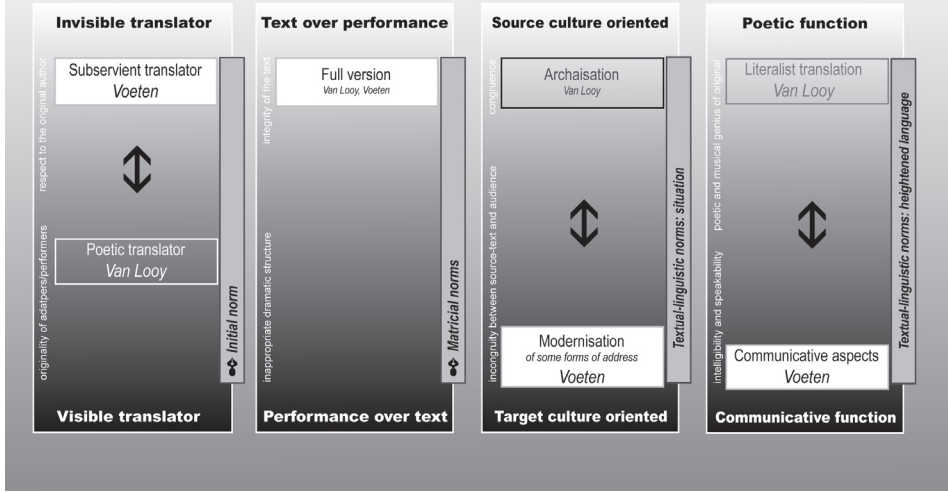 Invisible translator
respect to the original author
originality of adatpers/performers
Subservient translator
Voeten
Poetic translator
Van Looy
Initial norm
Visible translator
Text over performance
integrity of the text
inappropriate dramatic structure
Full version
Van Looy, Voeten
Matricial norms
Performance over text
Source culture oriented
congruence
incongruity between source-text and audience
Archaisation
Van Looy
Modernisation
of some forms of address
Voeten
Textual-linguistic norms: situation
Target culture oriented
Poetic function
poetic and musical genius of original
intelligibility and speakability
Literalist translation
Van Looy
Communicative aspects
Voeten
Textual-linguistic norms: heightened language
Communicative function